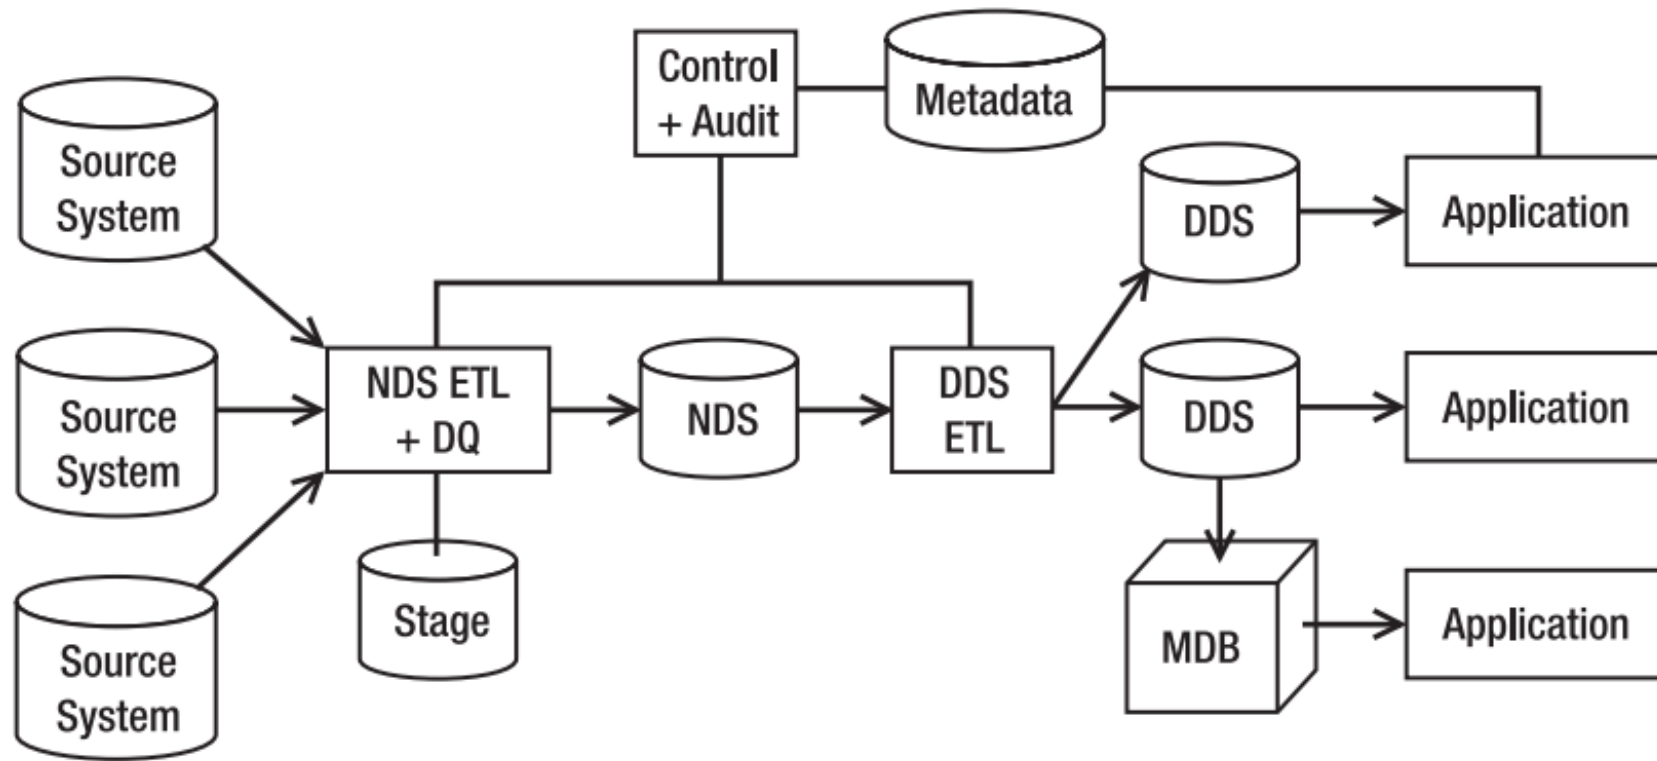 Control
+ Audit
Metadata
Source
System
DDS
Application
Source
System
NDS ETL
+ DQ
NDS
DDS
ETL
DDS
Application
Stage
MDB
Application
Source
System